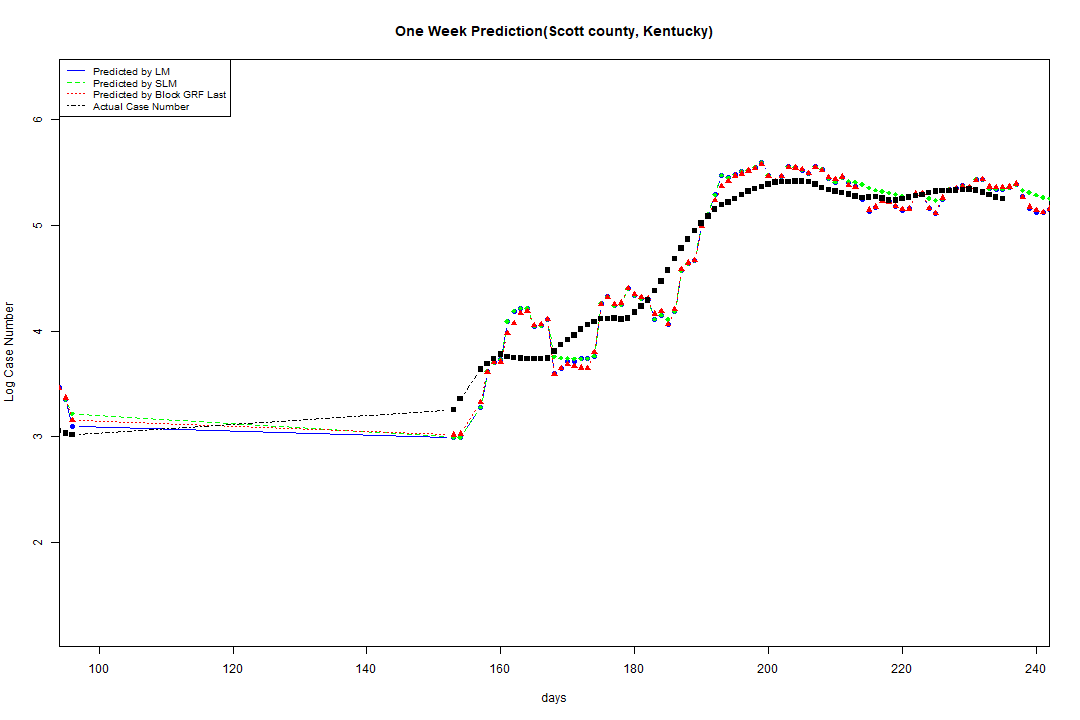 One Week Prediction(Scott county, Kentucky)
Predicted by LM
Predicted by SLM
Predicted by Block GRF Last
Actual Case Number
6
5
4
3
2
Log Case Number
100 120 140 160 180 200 220 240
days